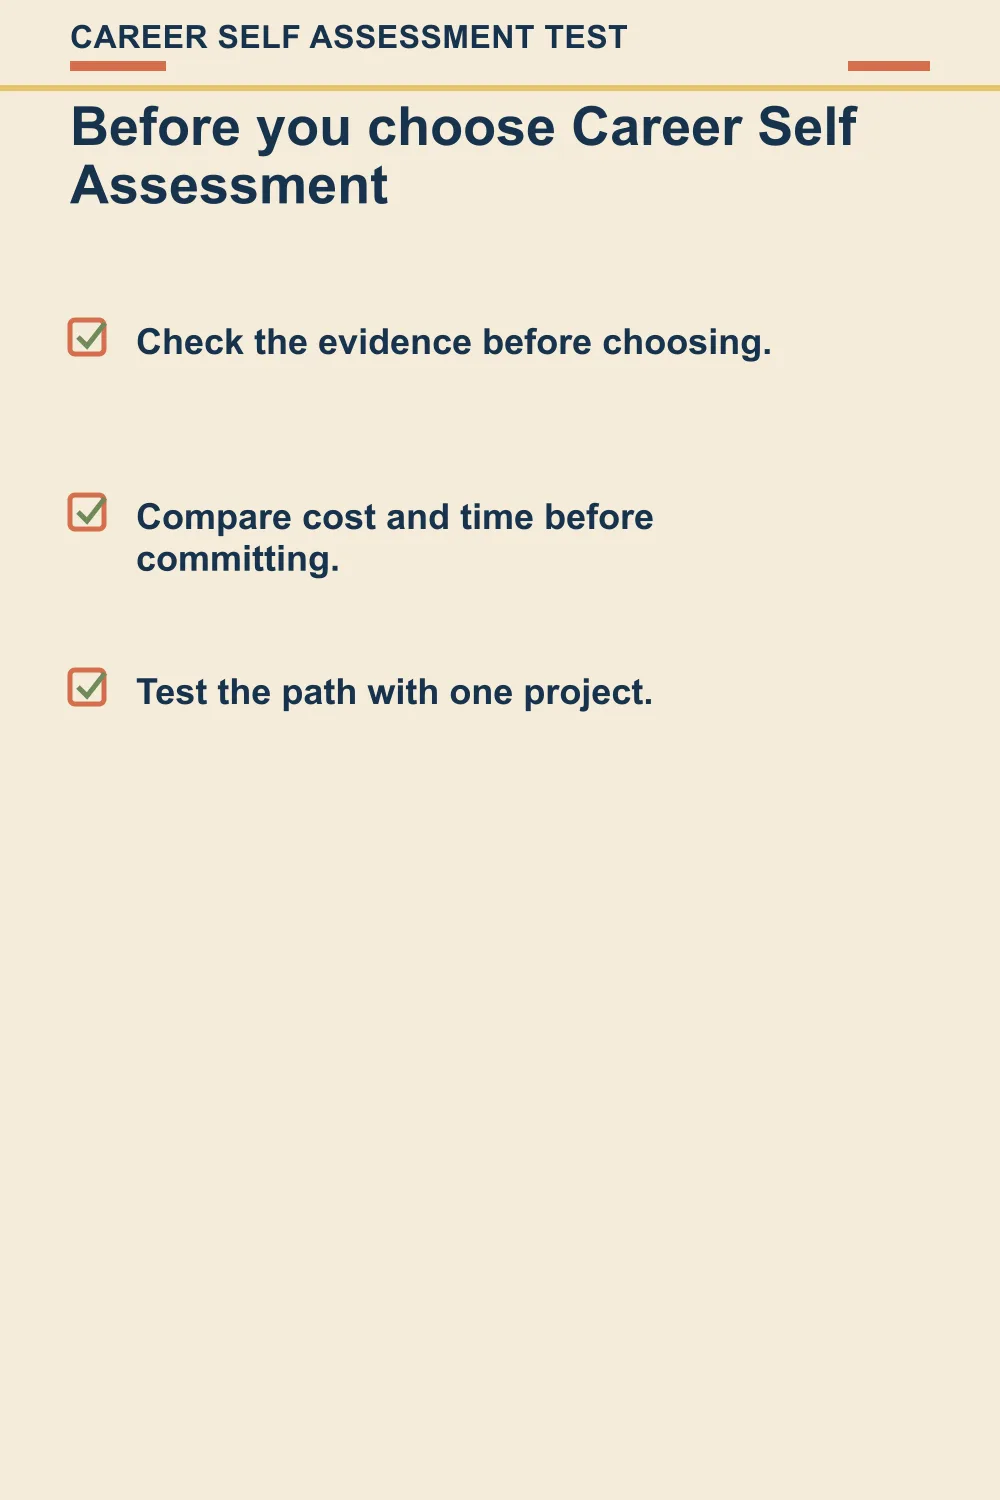 CAREER SELF ASSESSMENT TEST
Before you choose Career Self
Assessment
Check the evidence before choosing.
Compare cost and time before
committing.
Test the path with one project.